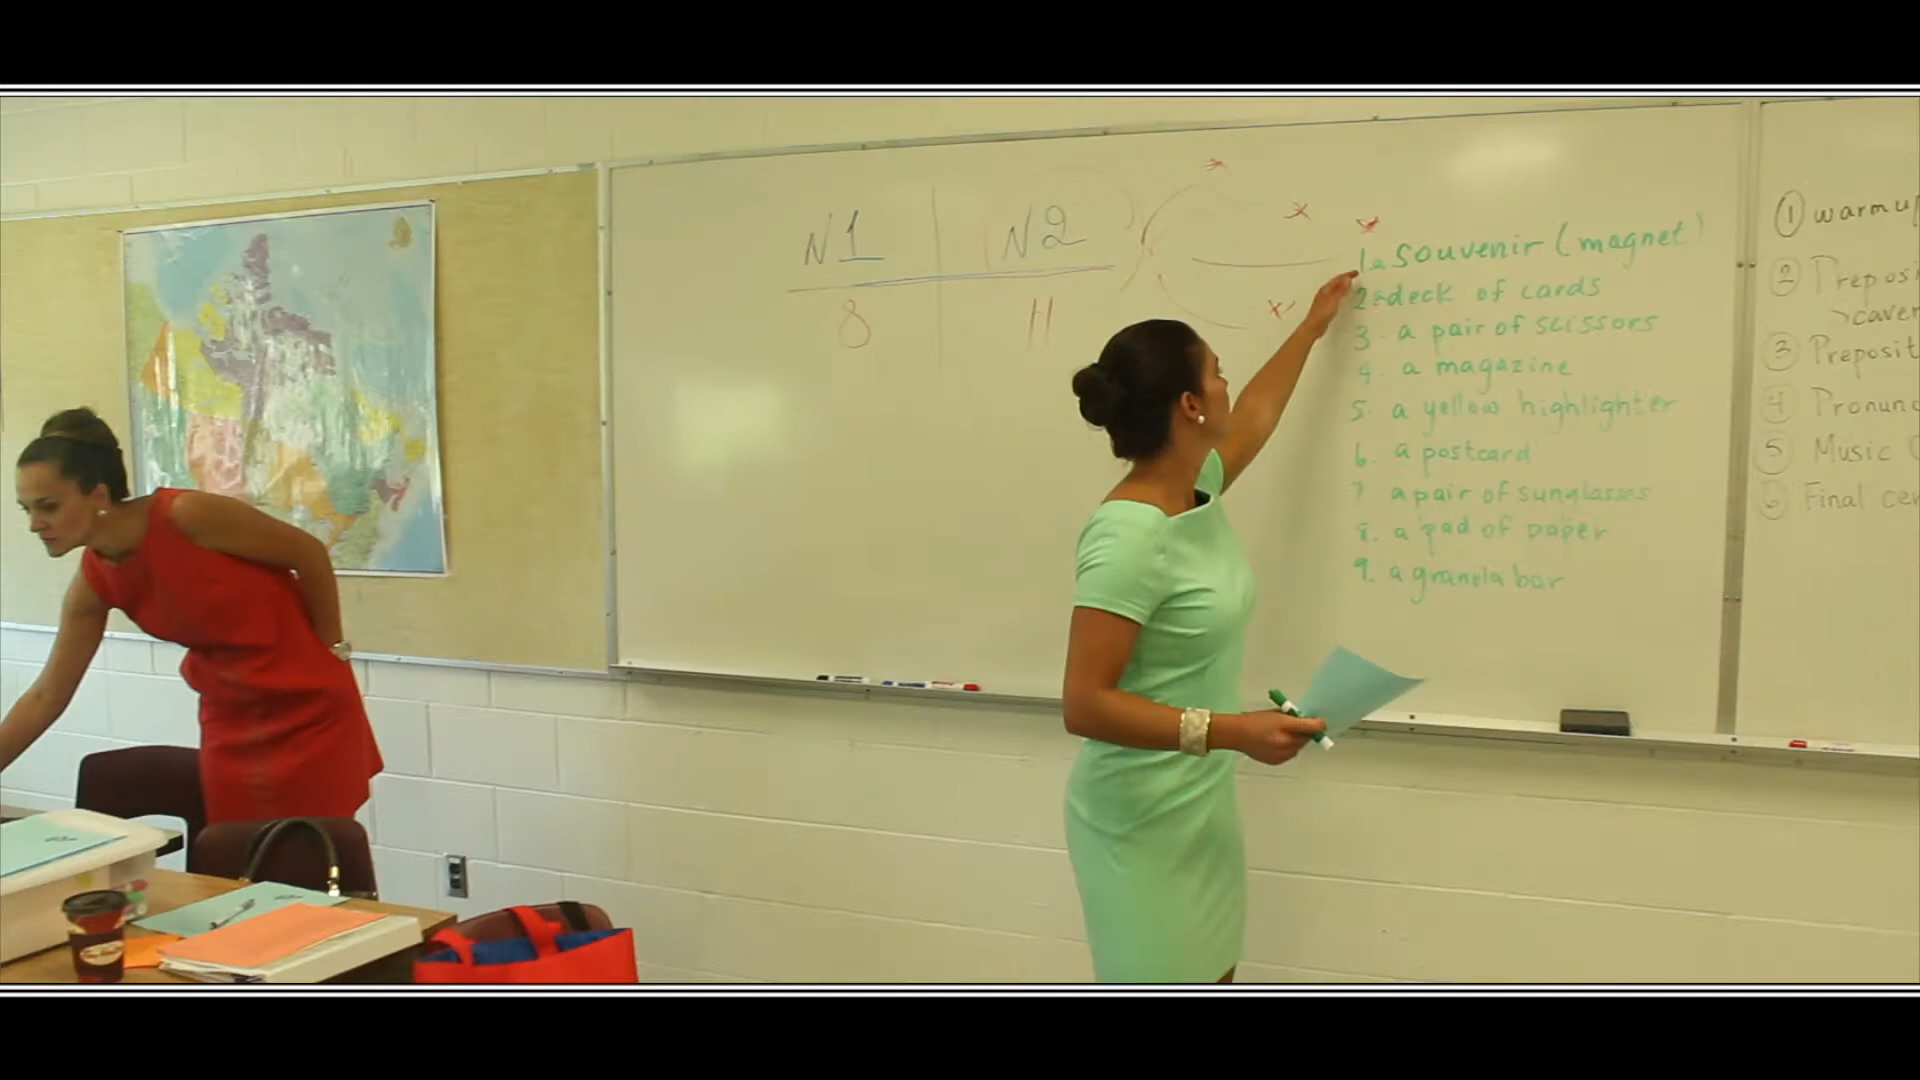 N1 N2
8 11
1. a souvenir (magnet)
2. a deck of cards
3. a pair of scissors
4. a magazine
5. a yellow highlighter
6. a postcard
7 a pair of sunglasses
8. a pad of paper
9. a granola bar
1 warmup
2 Preposi
caver
3 Preposit
4 Pronunc
5 Music (
6 Final cer